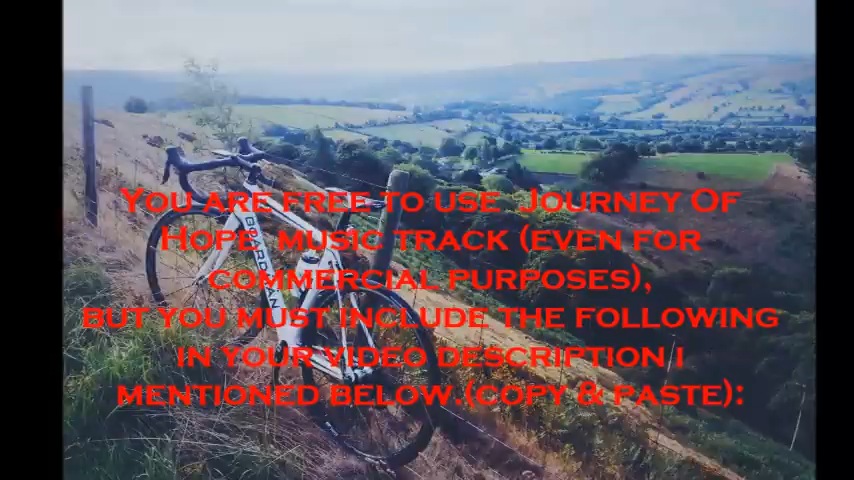 You are free to use Journey Of
Hope music track (even for
commercial purposes),
but you must include the following
in your video description i
mentioned below.(copy & paste):
BOARDMAN